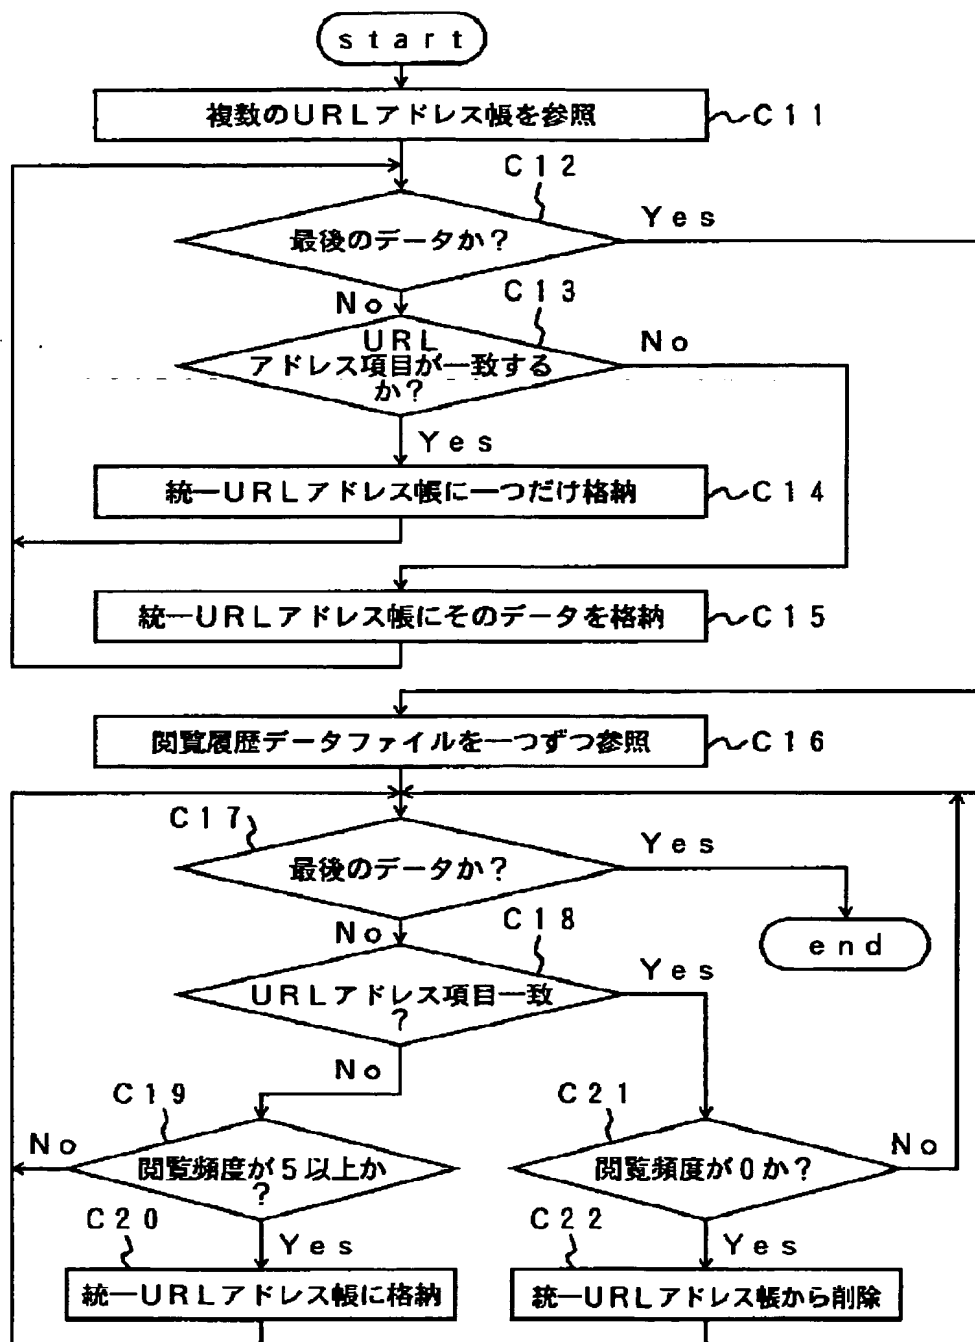 start
複数のURLアドレス帳を参照
C11
C12
最後のデータか？
Yes
No
C13
URL
アドレス項目が一致する
か？
No
Yes
統一URLアドレス帳に一つだけ格納
C14
統一URLアドレス帳にそのデータを格納
C15
閲覧履歴データファイルを一つずつ参照
C16
C17
最後のデータか？
Yes
end
No
C18
URLアドレス項目一致
？
Yes
No
C19
閲覧頻度が5以上か
？
No
Yes
C20
統一URLアドレス帳に格納
C21
閲覧頻度が0か？
No
Yes
C22
統一URLアドレス帳から削除